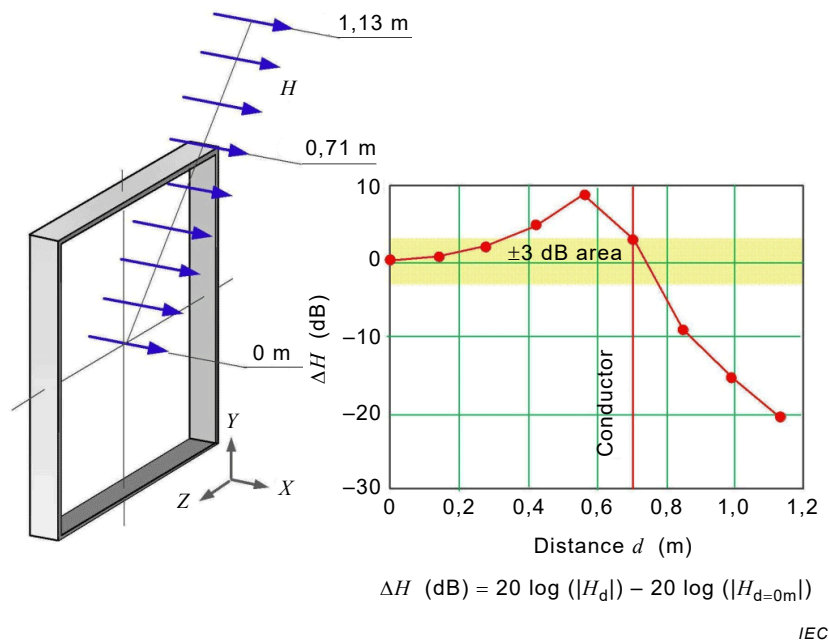 1,13 m
H
0,71 m
0 m
Y
X
Z
10
0
–10
–20
–30
ΔH (dB)
±3 dB area
Conductor
0 0,2 0,4 0,6 0,8 1,0 1,2
Distance d (m)
ΔH (dB) = 20 log (|H_d|) – 20 log (|H_d=0m|)
IEC